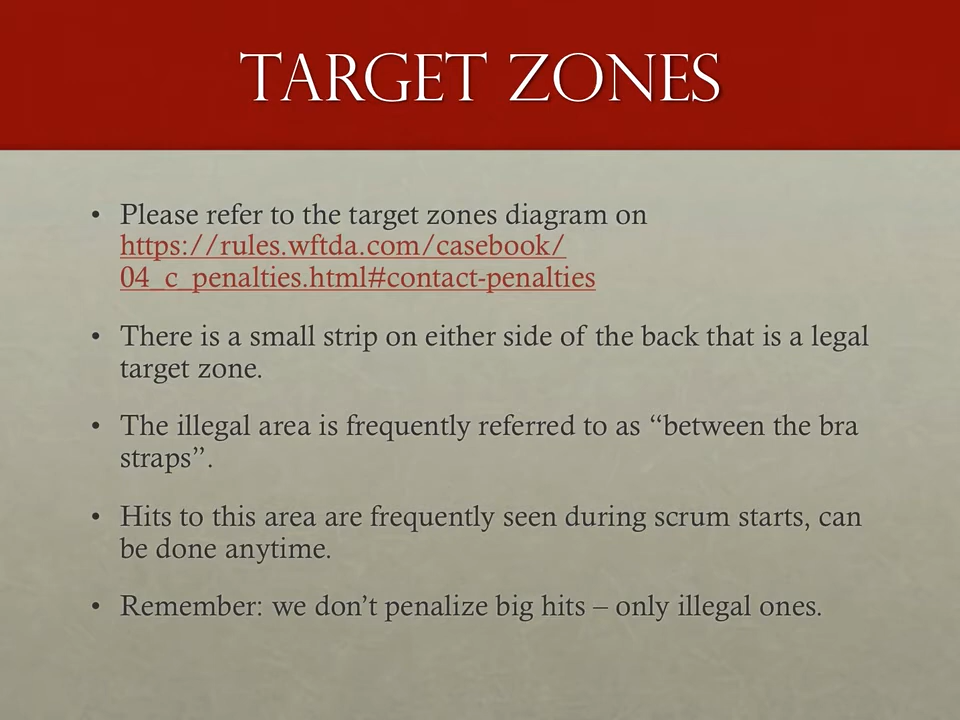 TARGET ZONES
• Please refer to the target zones diagram on
https://rules.wftda.com/casebook/
04_c_penalties.html#contact-penalties
• There is a small strip on either side of the back that is a legal
target zone.
• The illegal area is frequently referred to as “between the bra
straps”.
• Hits to this area are frequently seen during scrum starts, can
be done anytime.
• Remember: we don’t penalize big hits – only illegal ones.